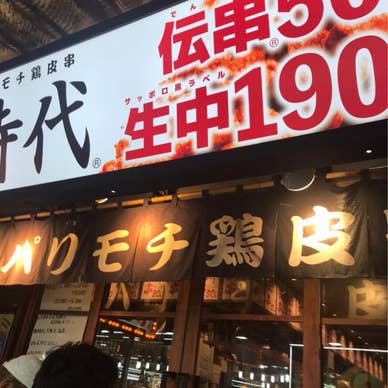 モチ鶏皮串
時代®
でん
伝串50
®
サッポロ黒ラベル
生中190
パリモチ鶏皮